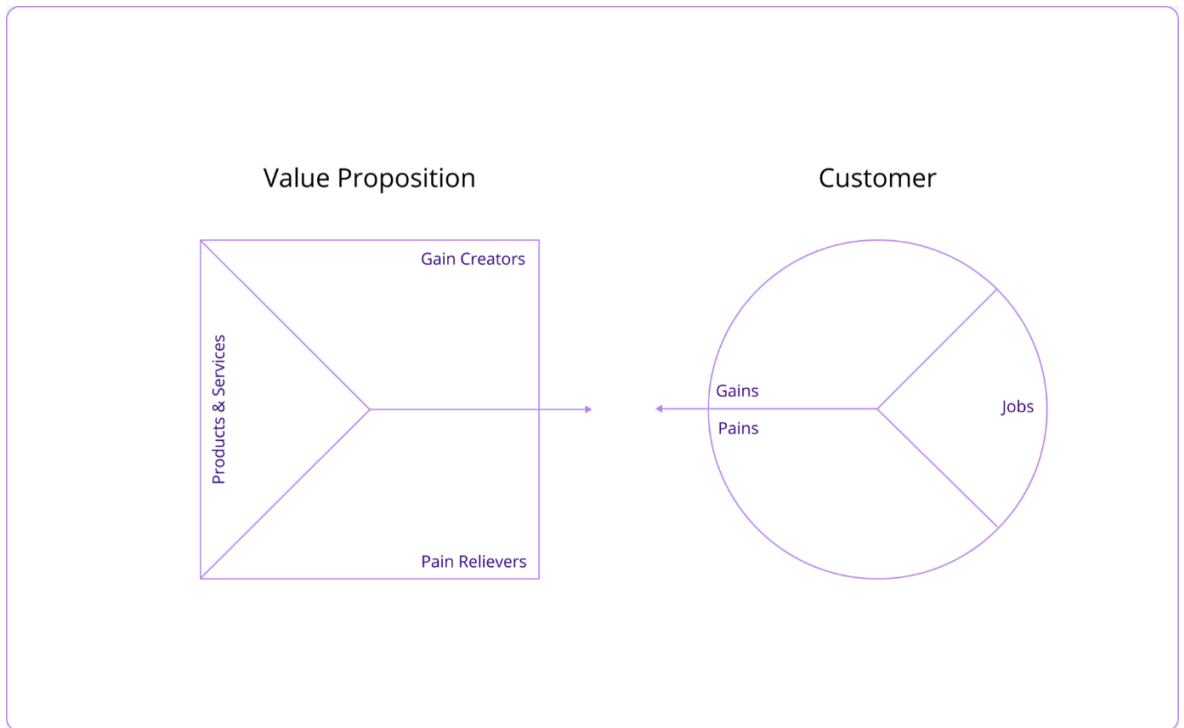 Value Proposition
Customer
Gain Creators
Products & Services
Pain Relievers
Gains
Pains
Jobs